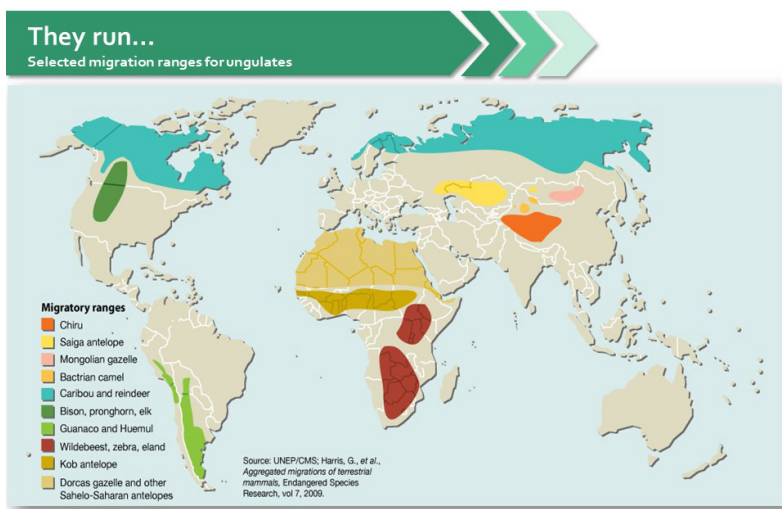 They run...
Selected migration ranges for ungulates
Migratory ranges
Chiru
Saiga antelope
Mongolian gazelle
Bactrian camel
Caribou and reindeer
Bison, pronghorn, elk
Guanaco and Huemul
Wildebeest, zebra, eland
Kob antelope
Dorcas gazelle and other
Sahelo-Saharan antelopes
Source: UNEP/CMS; Harris, G., et al.,
Aggregated migrations of terrestrial
mammals, Endangered Species
Research, vol 7, 2009.